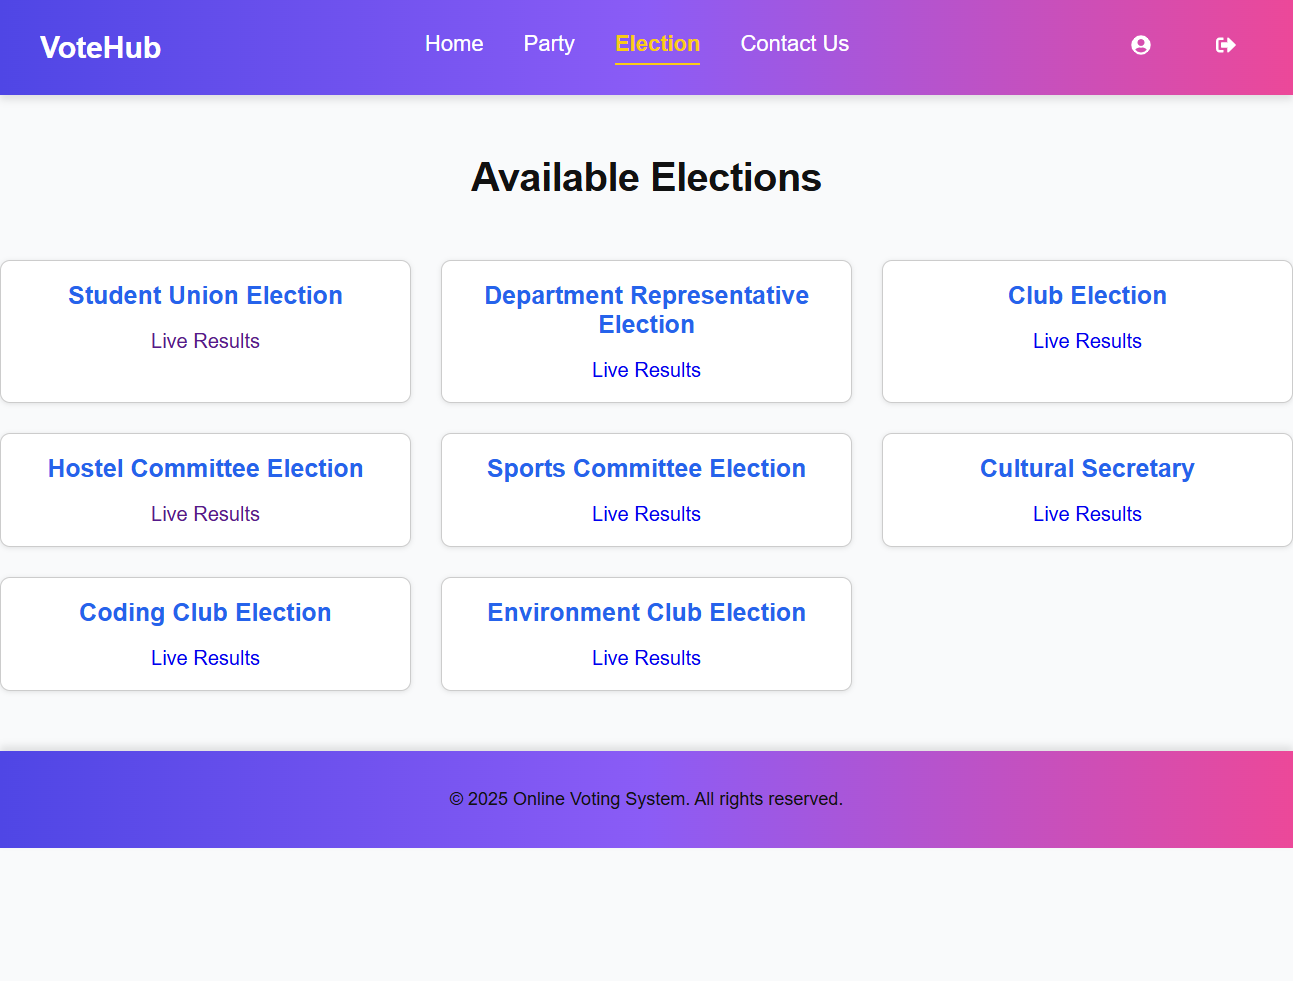 VoteHub
Home
Party
Election
Contact Us
Available Elections
Student Union Election
Live Results
Department Representative
Election
Live Results
Club Election
Live Results
Hostel Committee Election
Live Results
Sports Committee Election
Live Results
Cultural Secretary
Live Results
Coding Club Election
Live Results
Environment Club Election
Live Results
© 2025 Online Voting System. All rights reserved.